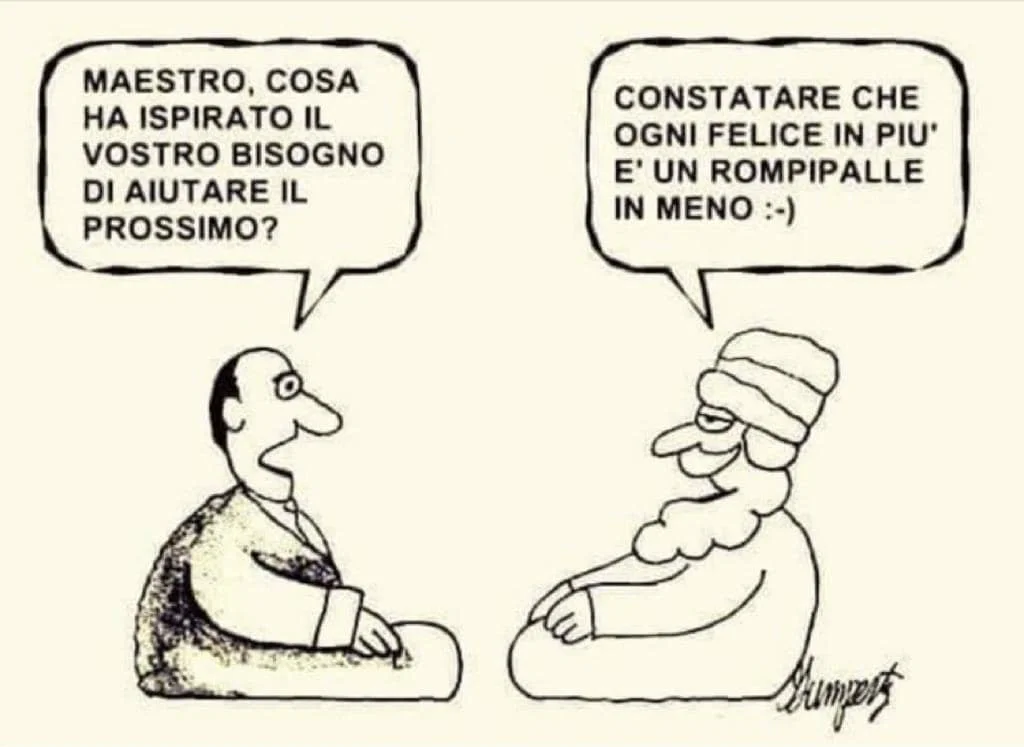 MAESTRO, COSA
HA ISPIRATO IL
VOSTRO BISOGNO
DI AIUTARE IL
PROSSIMO?
CONSTATARE CHE
OGNI FELICE IN PIU'
E' UN ROMPIPALLE
IN MENO :-)
Gumpertz